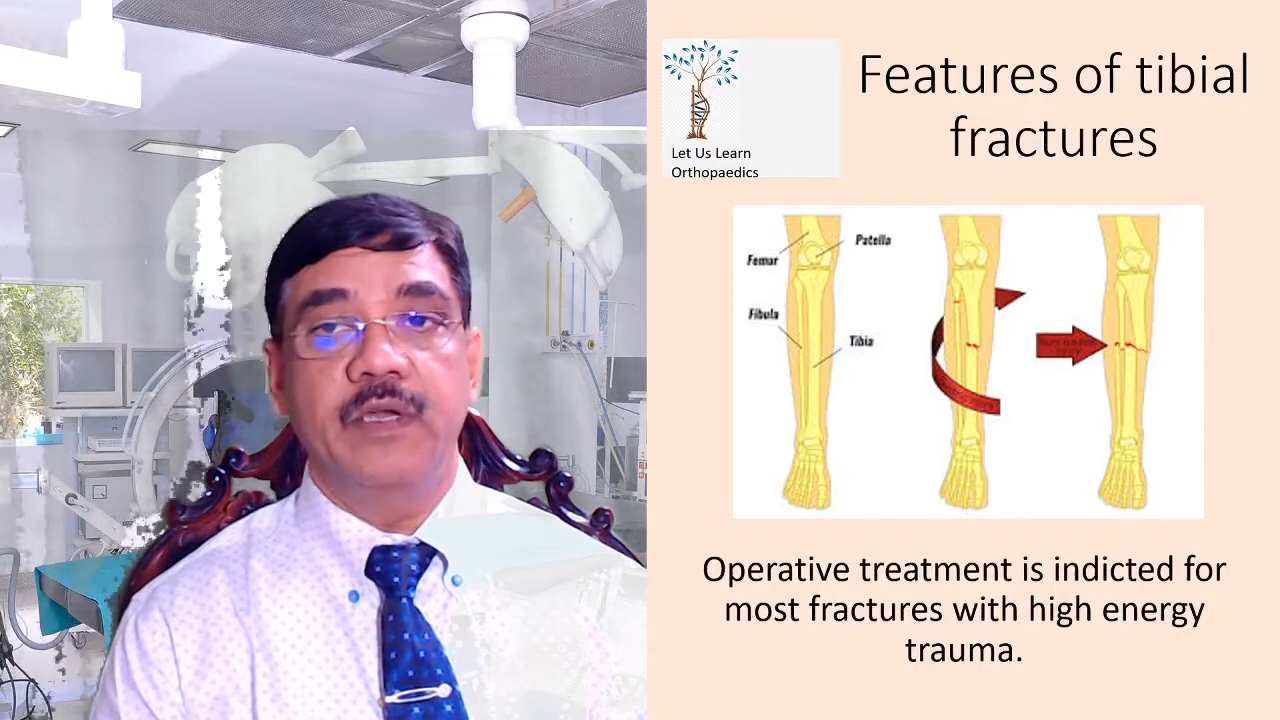 Let Us Learn
Orthopaedics
Features of tibial
fractures
Femur
Patella
Fibula
Tibia
Operative treatment is indicted for
most fractures with high energy
trauma.